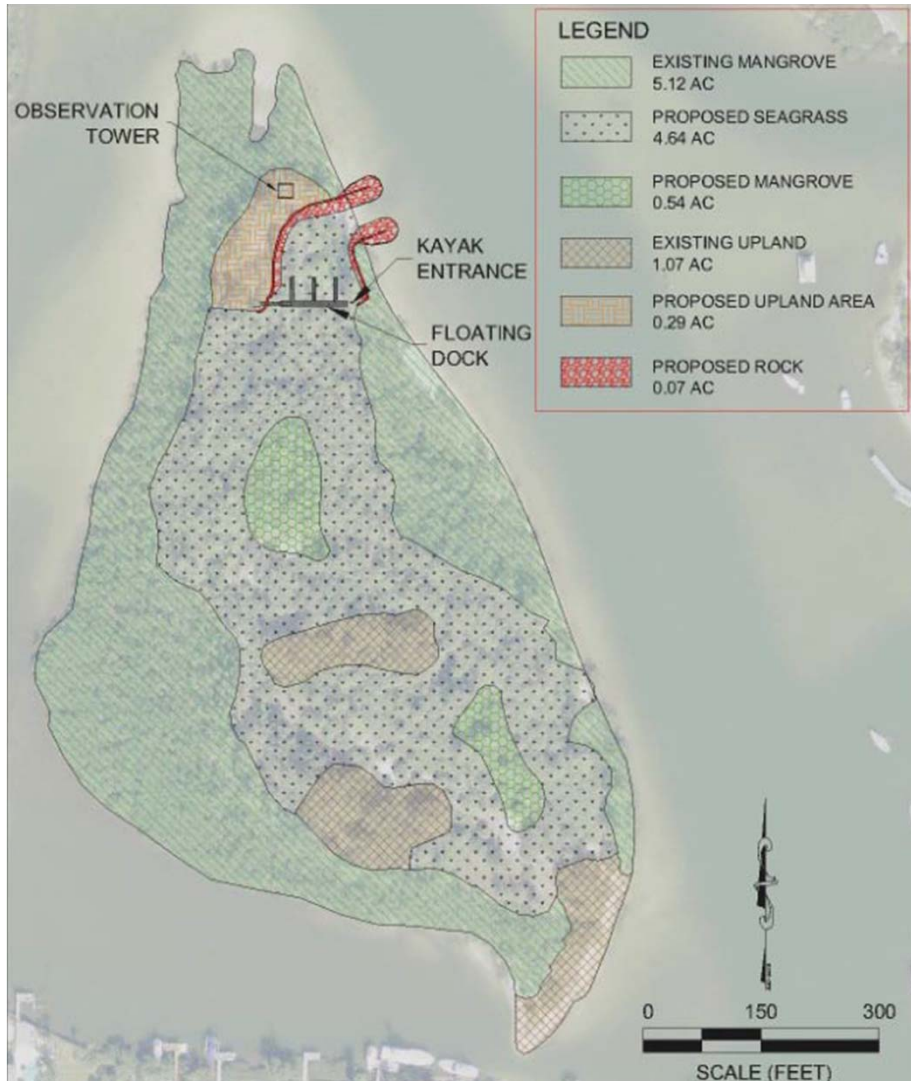 LEGEND
EXISTING MANGROVE
5.12 AC
PROPOSED SEAGRASS
4.64 AC
PROPOSED MANGROVE
0.54 AC
EXISTING UPLAND
1.07 AC
PROPOSED UPLAND AREA
0.29 AC
PROPOSED ROCK
0.07 AC
OBSERVATION
TOWER
KAYAK
ENTRANCE
FLOATING
DOCK
0 150 300
SCALE (FEET)